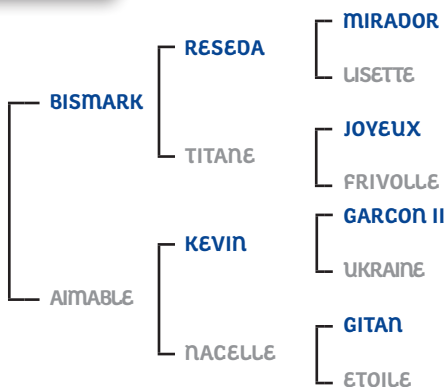 MIRADOR
RESEDA
LISETTE
BISMARK
JOYEUX
TITANE
FRIVOLLE
GARCON II
KEVIN
UKRAINE
AIMABLE
GITAN
NACELLE
ETOILE